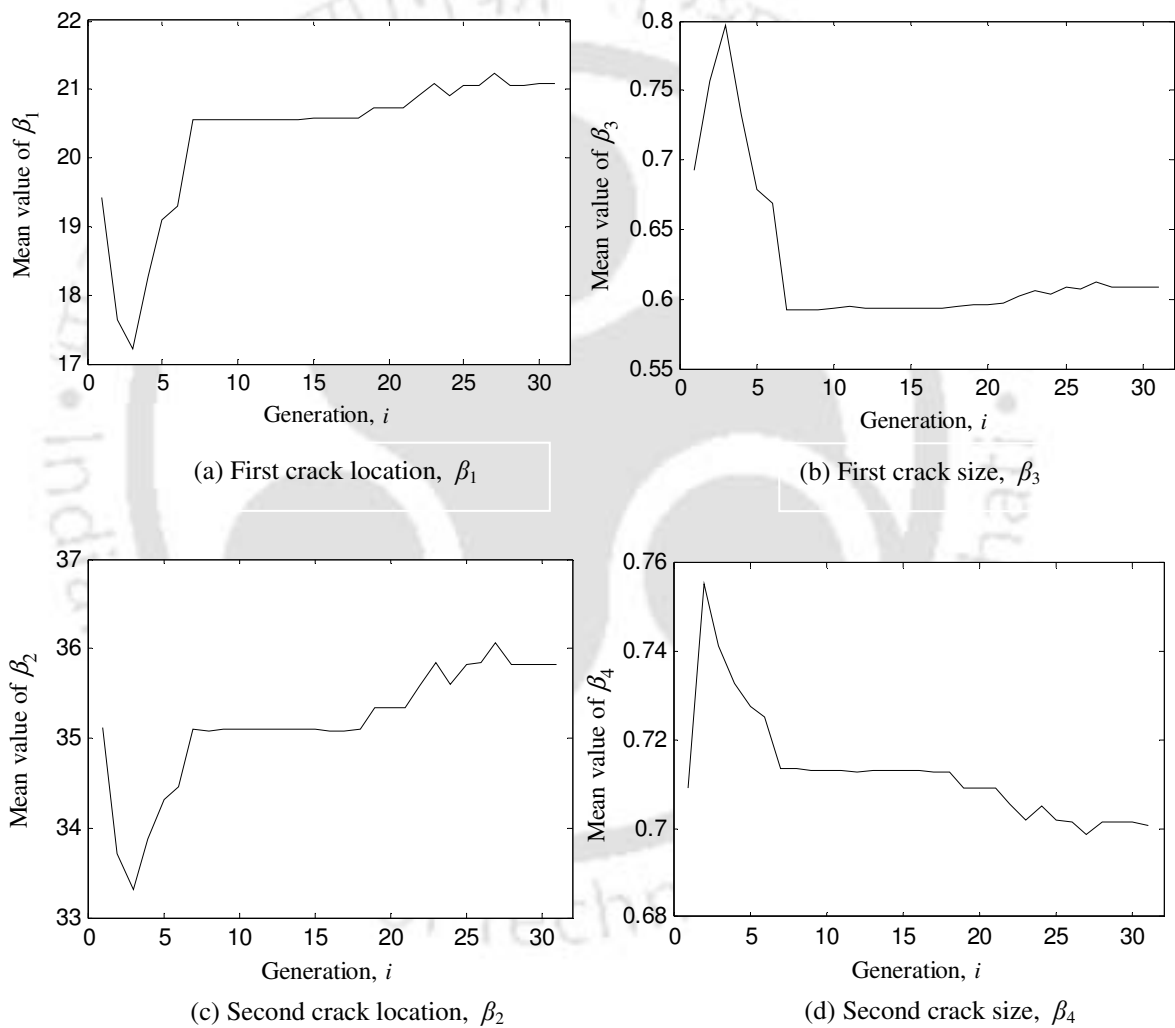 22
21
20
19
18
17
0 5 10 15 20 25 30
Mean value of β1
Generation, i
(a) First crack location, β1
0.8
0.75
0.7
0.65
0.6
0.55
0 5 10 15 20 25 30
Mean value of β3
Generation, i
(b) First crack size, β3
37
36
35
34
33
0 5 10 15 20 25 30
Mean value of β2
Generation, i
(c) Second crack location, β2
0.76
0.74
0.72
0.7
0.68
0 5 10 15 20 25 30
Mean value of β4
Generation, i
(d) Second crack size, β4